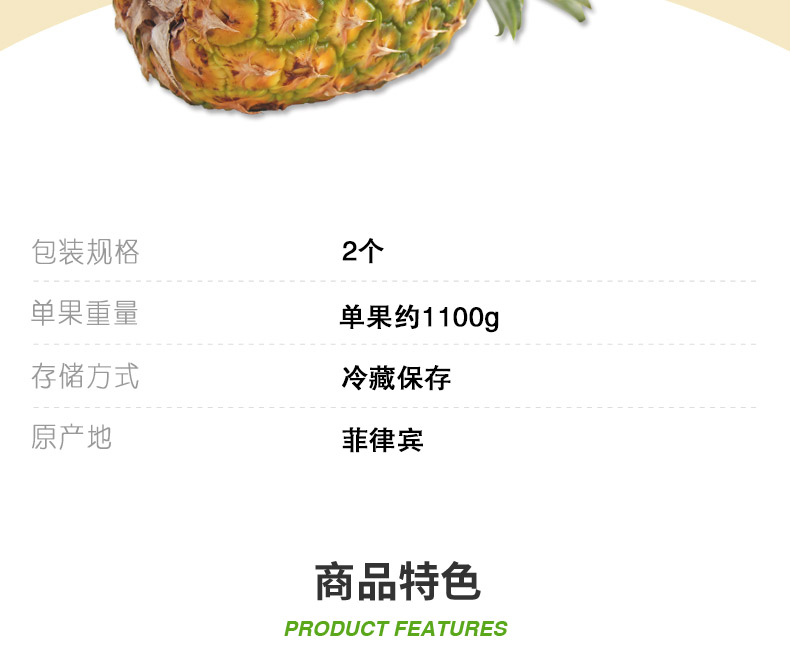 包装规格 2个
单果重量 单果约1100g
存储方式 冷藏保存
原产地 菲律宾
商品特色
PRODUCT FEATURES